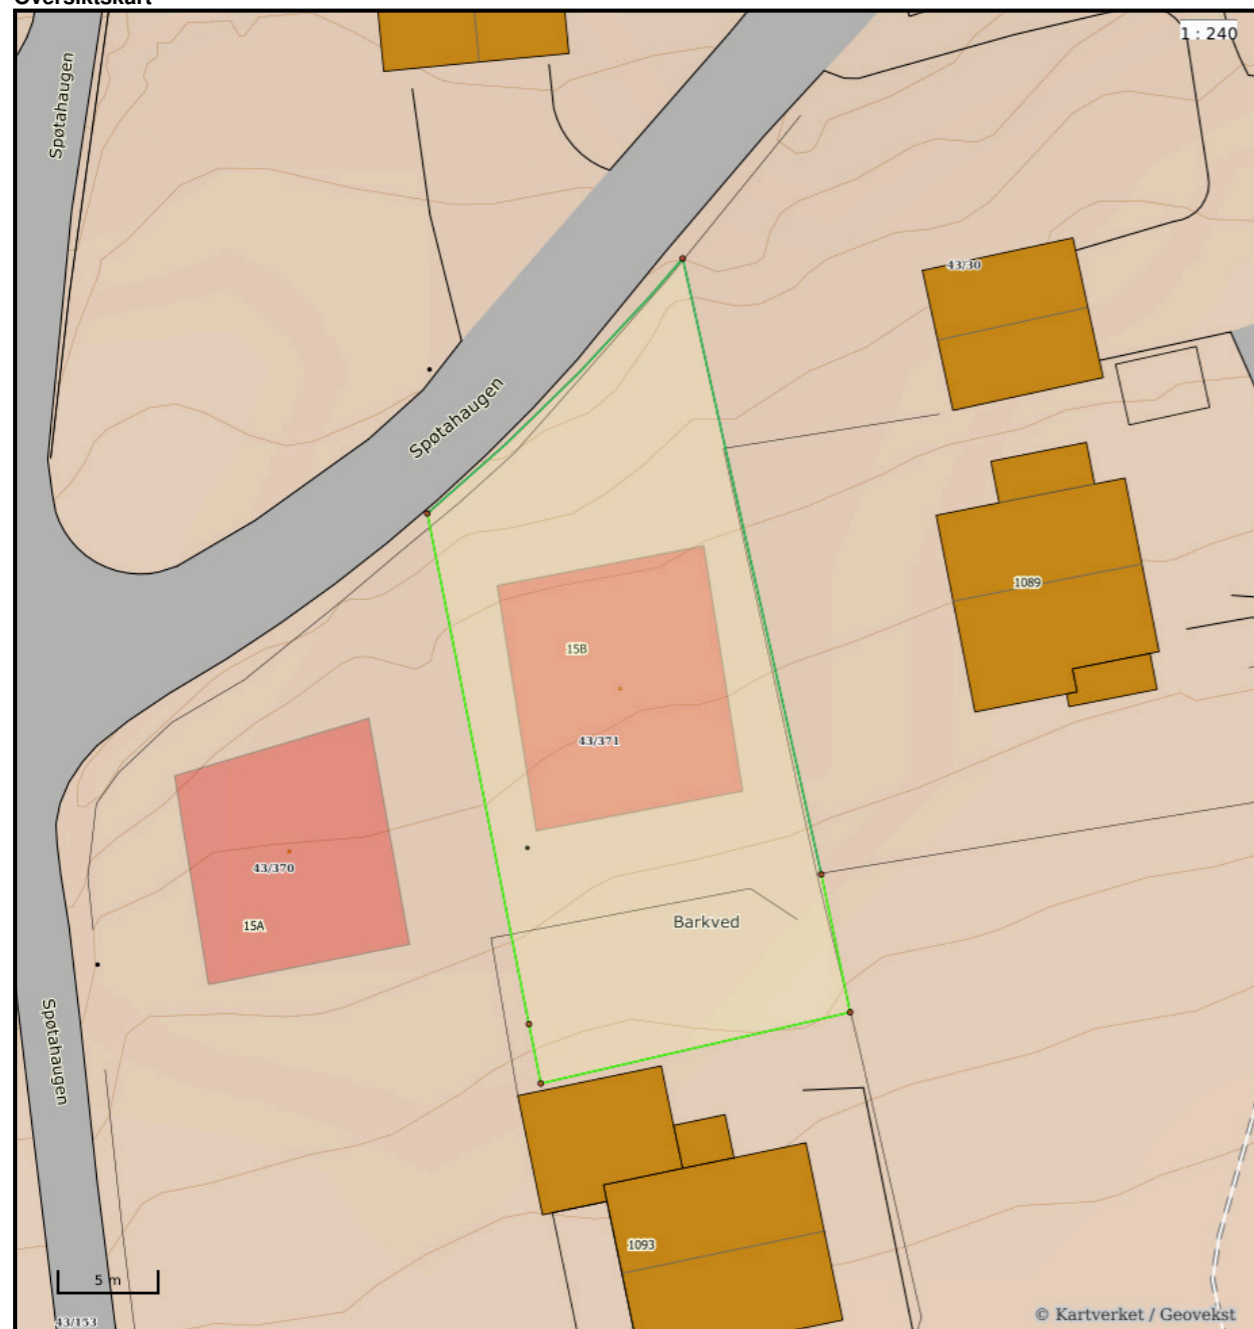 Oversiktskart
1 : 240
Spøtahaugen
43/30
Spøtahaugen
1089
15B
43/371
43/370
15A
Barkved
Spøtahaugen
1093
5 m
43/153
© Kartverket / Geovekst